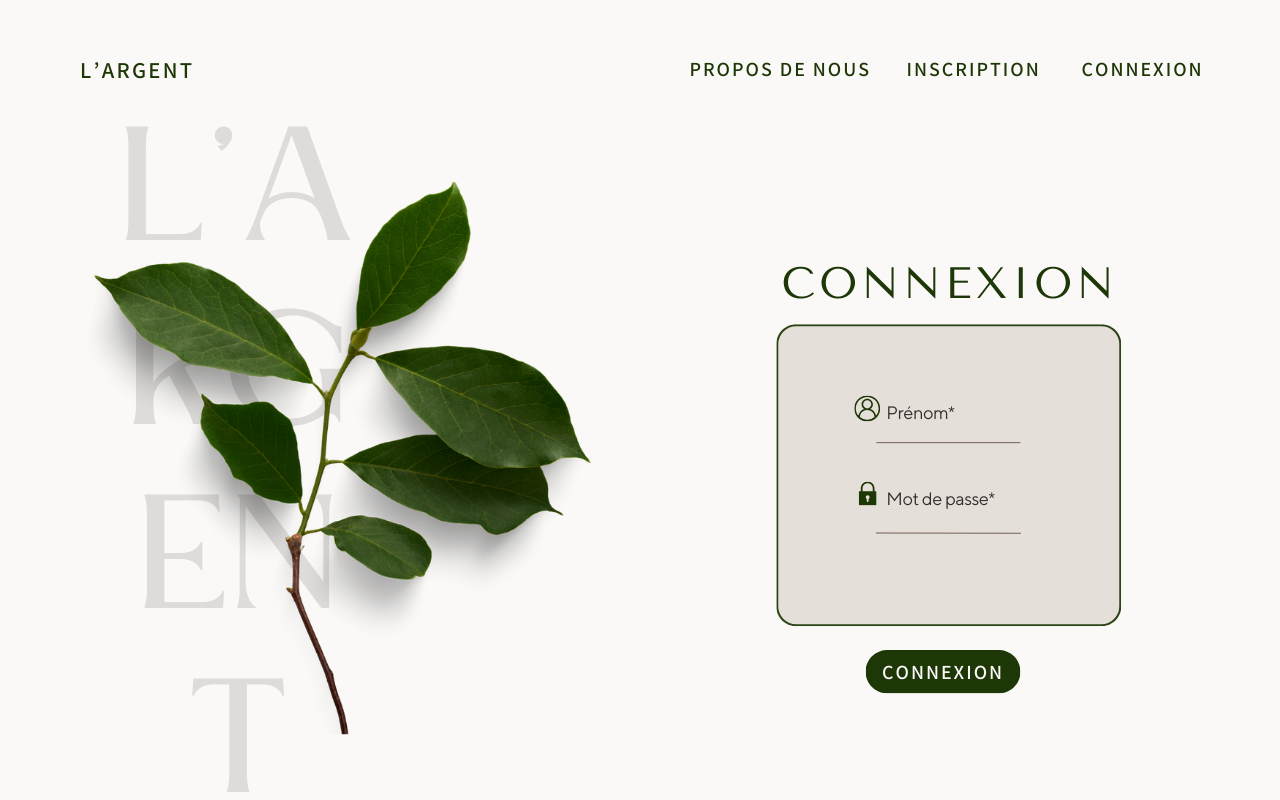 L’ARGENT
PROPOS DE NOUS INSCRIPTION CONNEXION
L’A
RG
EN
T
CONNEXION
Prénom*
Mot de passe*
CONNEXION